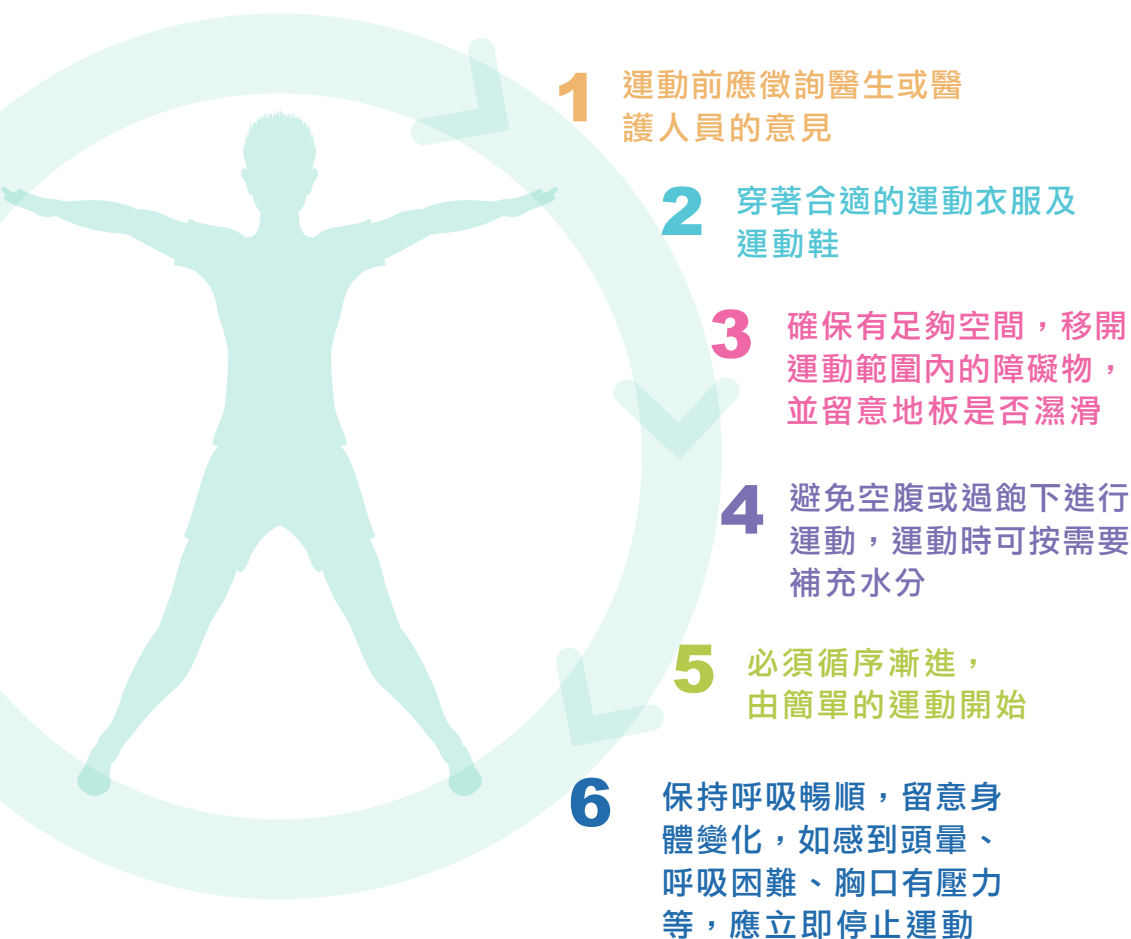 1 運動前應徵詢醫生或醫
護人員的意見
2 穿著合適的運動衣服及
運動鞋
3 確保有足夠空間，移開
運動範圍內的障礙物，
並留意地板是否濕滑
4 避免空腹或過飽下進行
運動，運動時可按需要
補充水分
5 必須循序漸進，
由簡單的運動開始
6 保持呼吸暢順，留意身
體變化，如感到頭暈、
呼吸困難、胸口有壓力
等，應立即停止運動